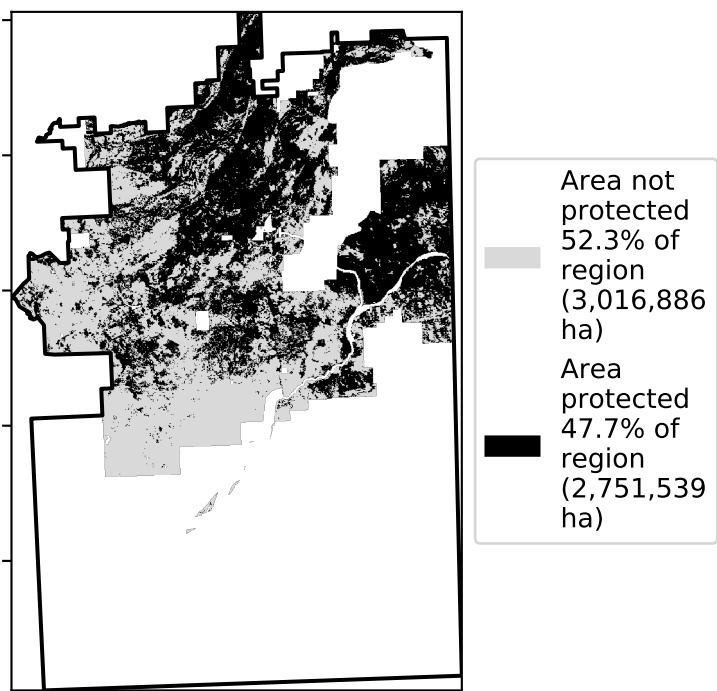 Area not
protected
52.3% of
region
(3,016,886
ha)
Area
protected
47.7% of
region
(2,751,539
ha)